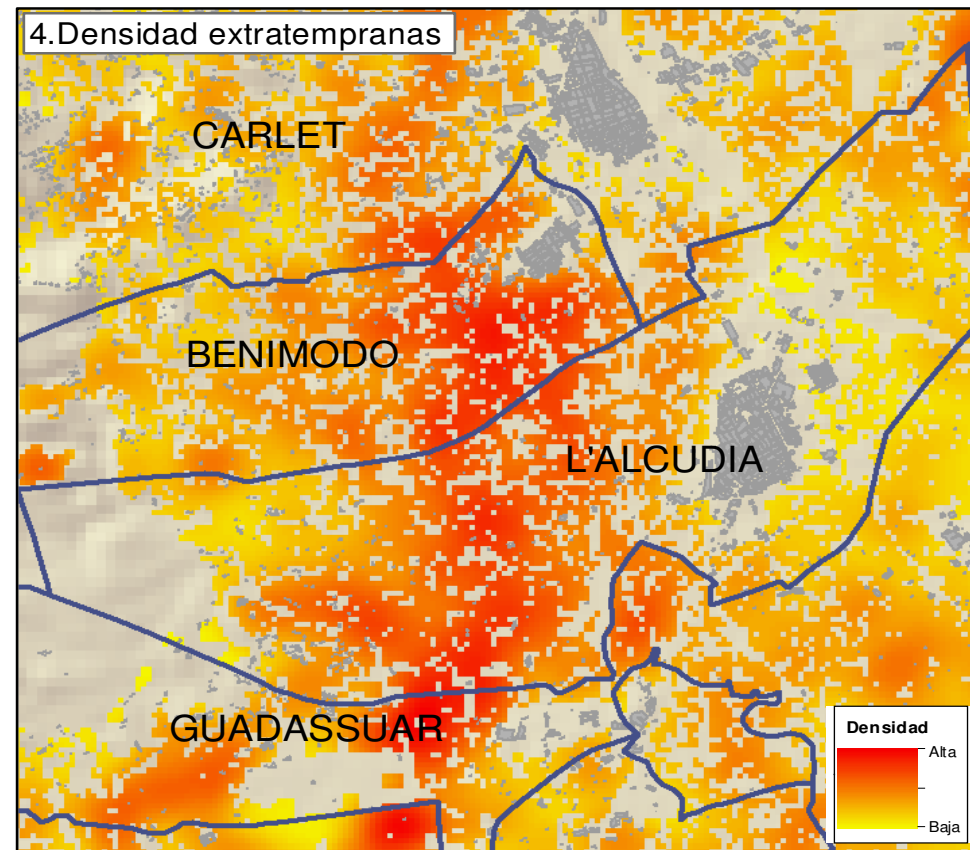 4.Densidad extratempranas
CARLET
BENIMODO
L'ALCUDIA
GUADASSUAR
Densidad
Alta
Baja